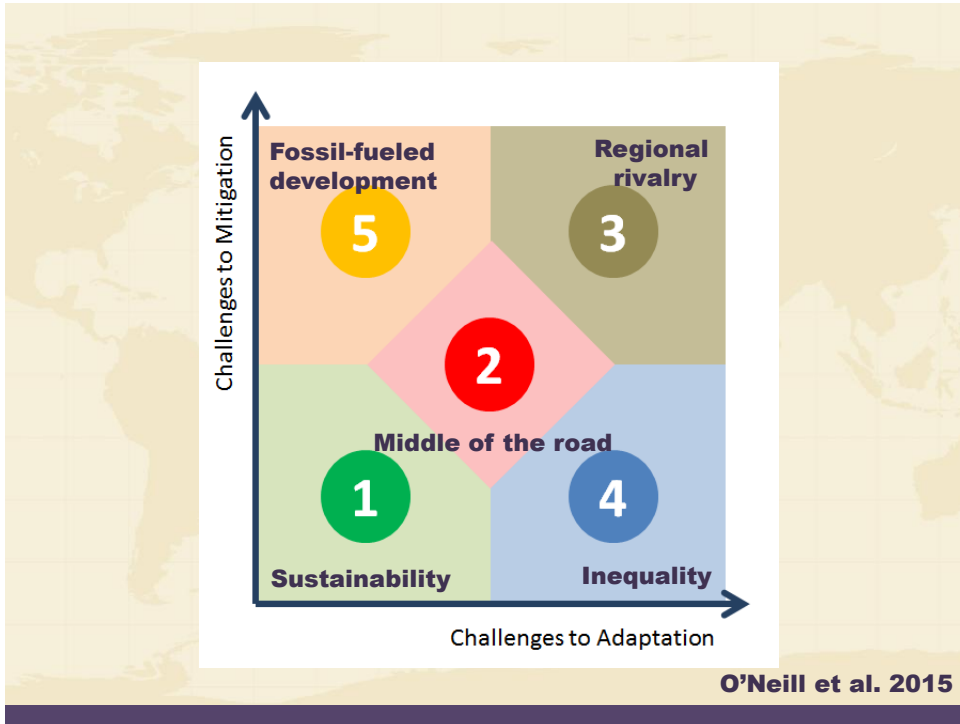 Challenges to Mitigation
Fossil-fueled
development
5
Regional
rivalry
3
2
Middle of the road
1
Sustainability
4
Inequality
Challenges to Adaptation
O’Neill et al. 2015